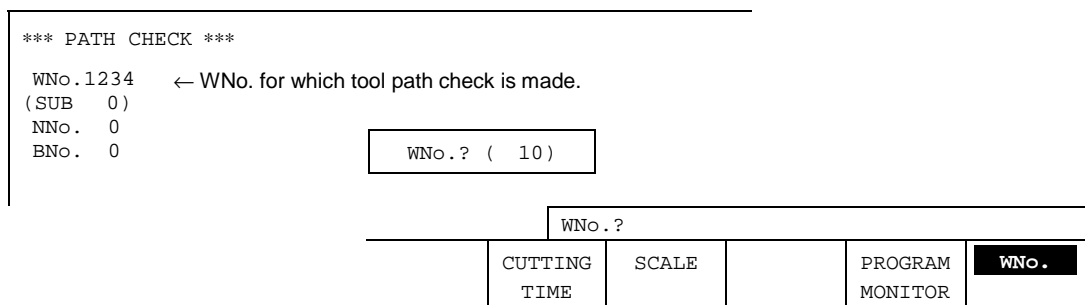 *** PATH CHECK ***
WNo.1234 ← WNo. for which tool path check is made.
(SUB 0)
NNo. 0
BNo. 0
WNo.? ( 10)
WNo.?
CUTTING TIME SCALE PROGRAM MONITOR WNo.